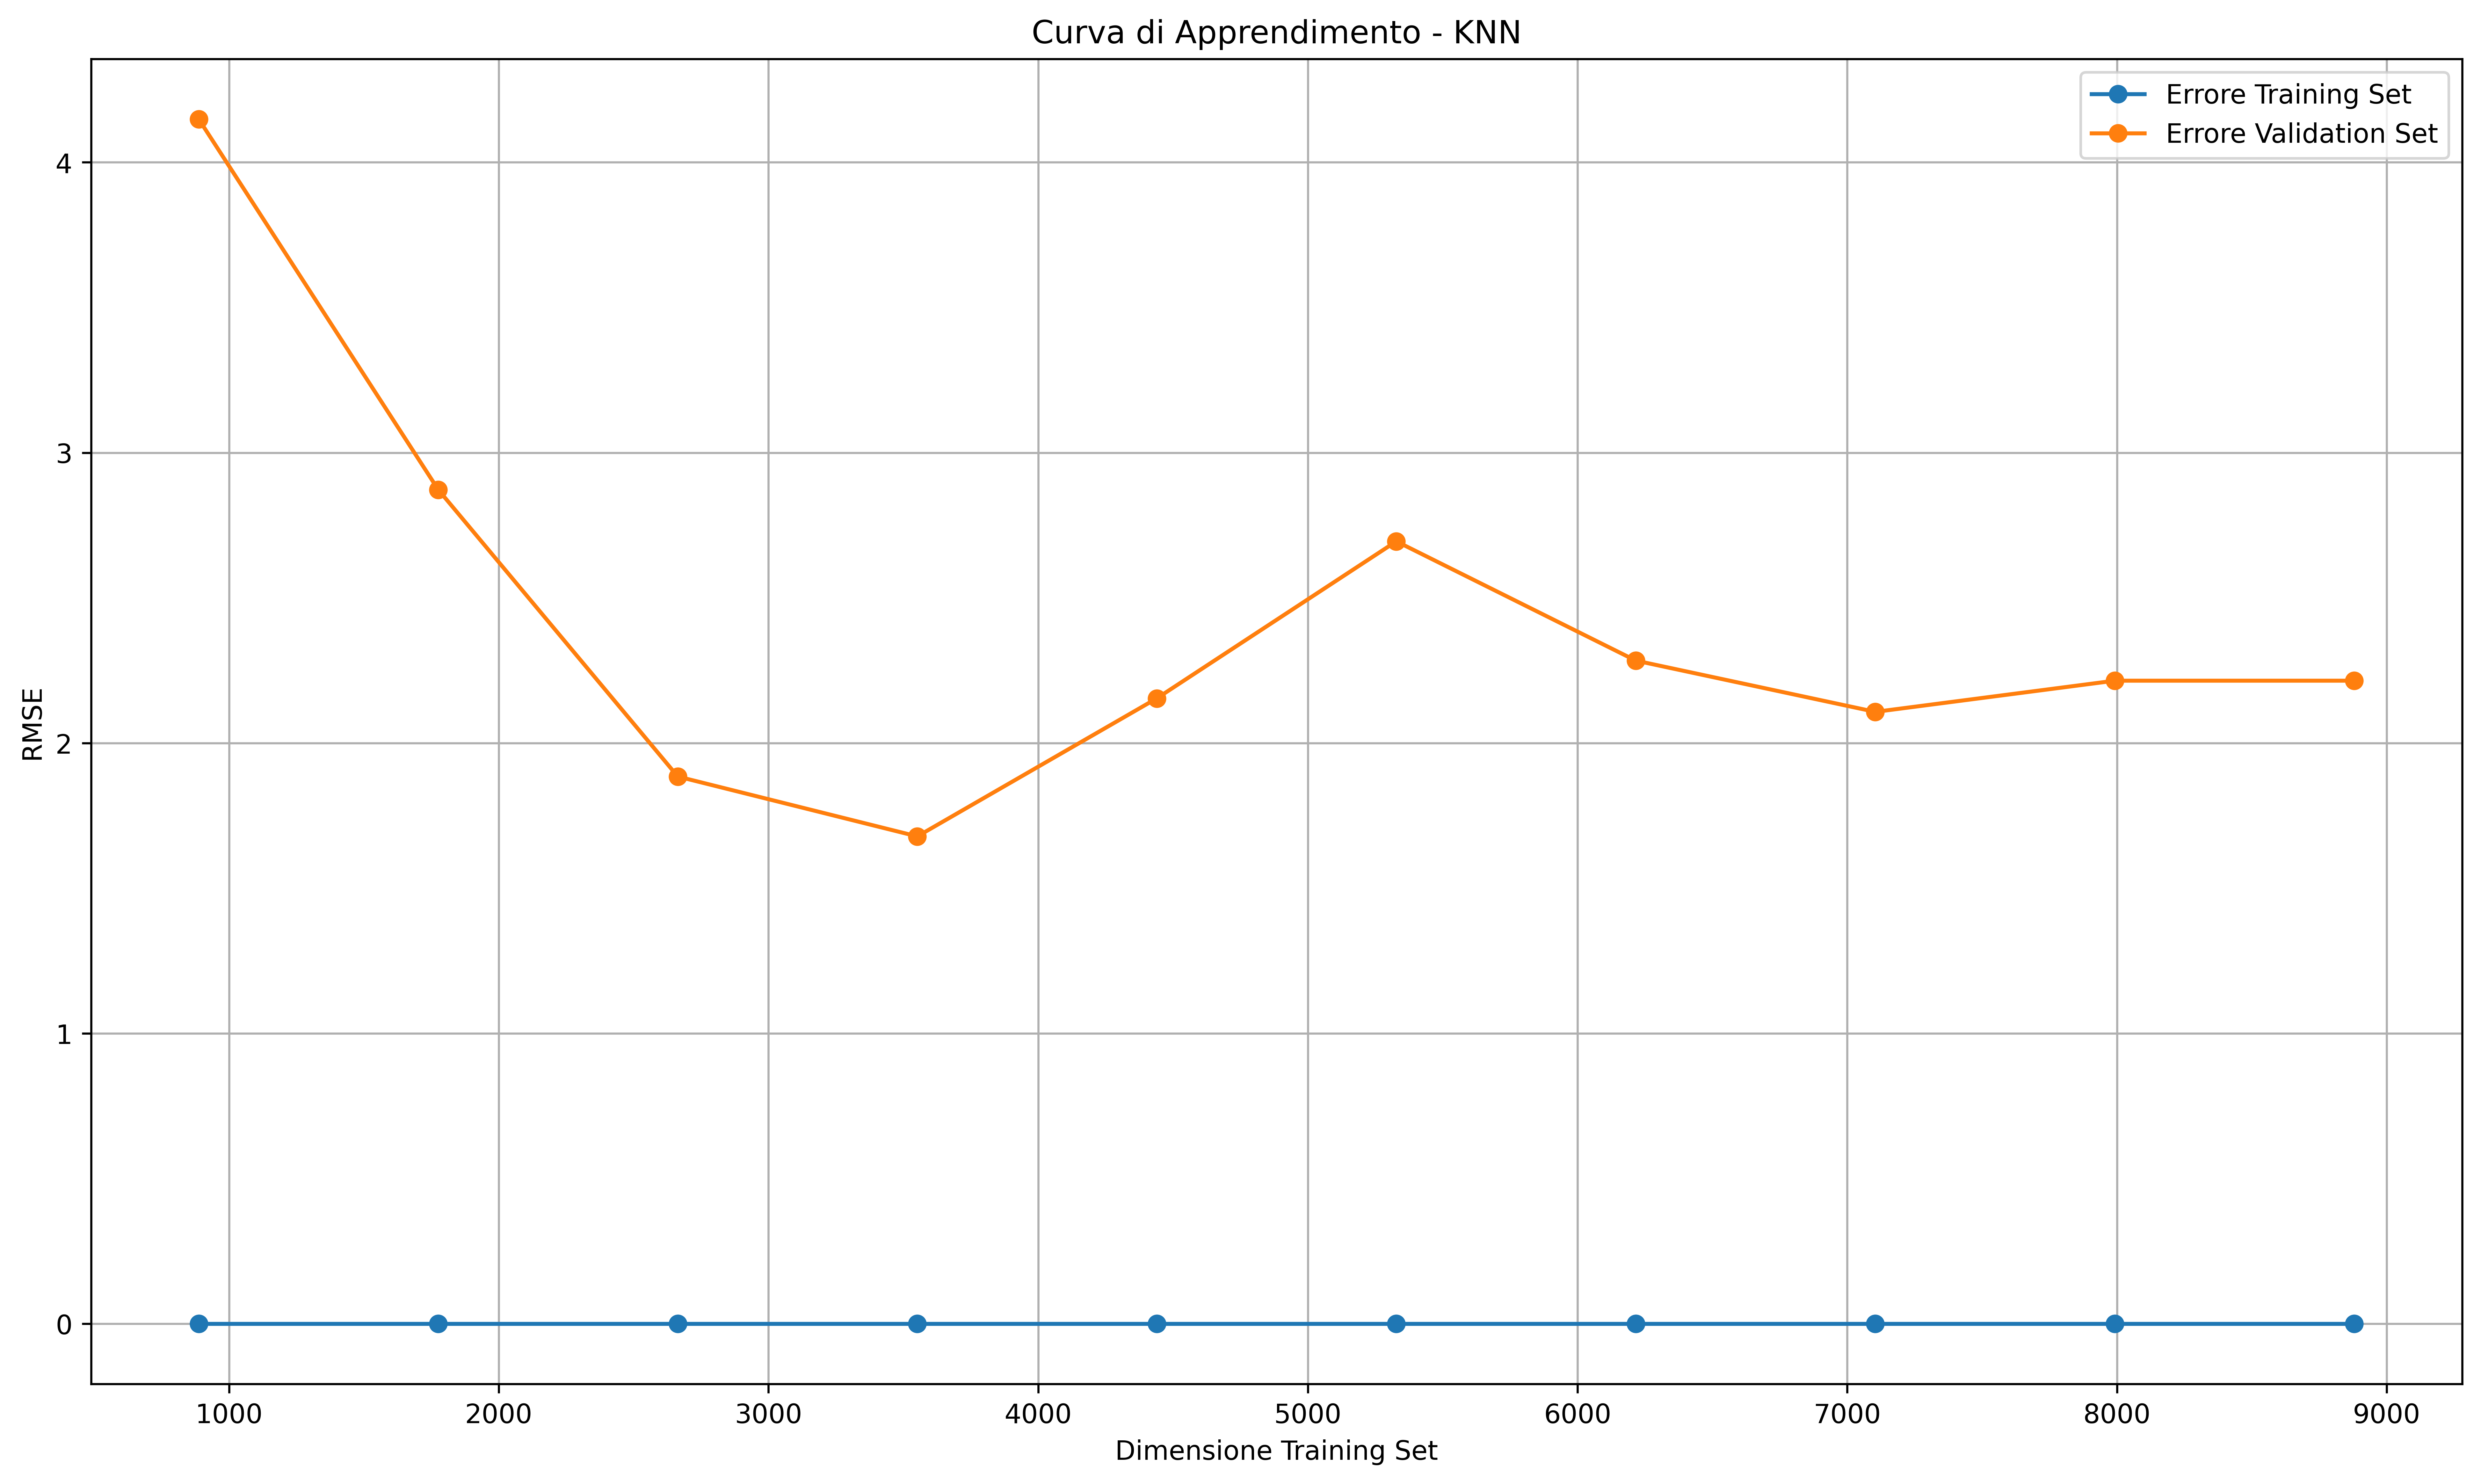 Curva di Apprendimento - KNN
Errore Training Set
Errore Validation Set
4
3
2
1
0
RMSE
1000 2000 3000 4000 5000 6000 7000 8000 9000
Dimensione Training Set